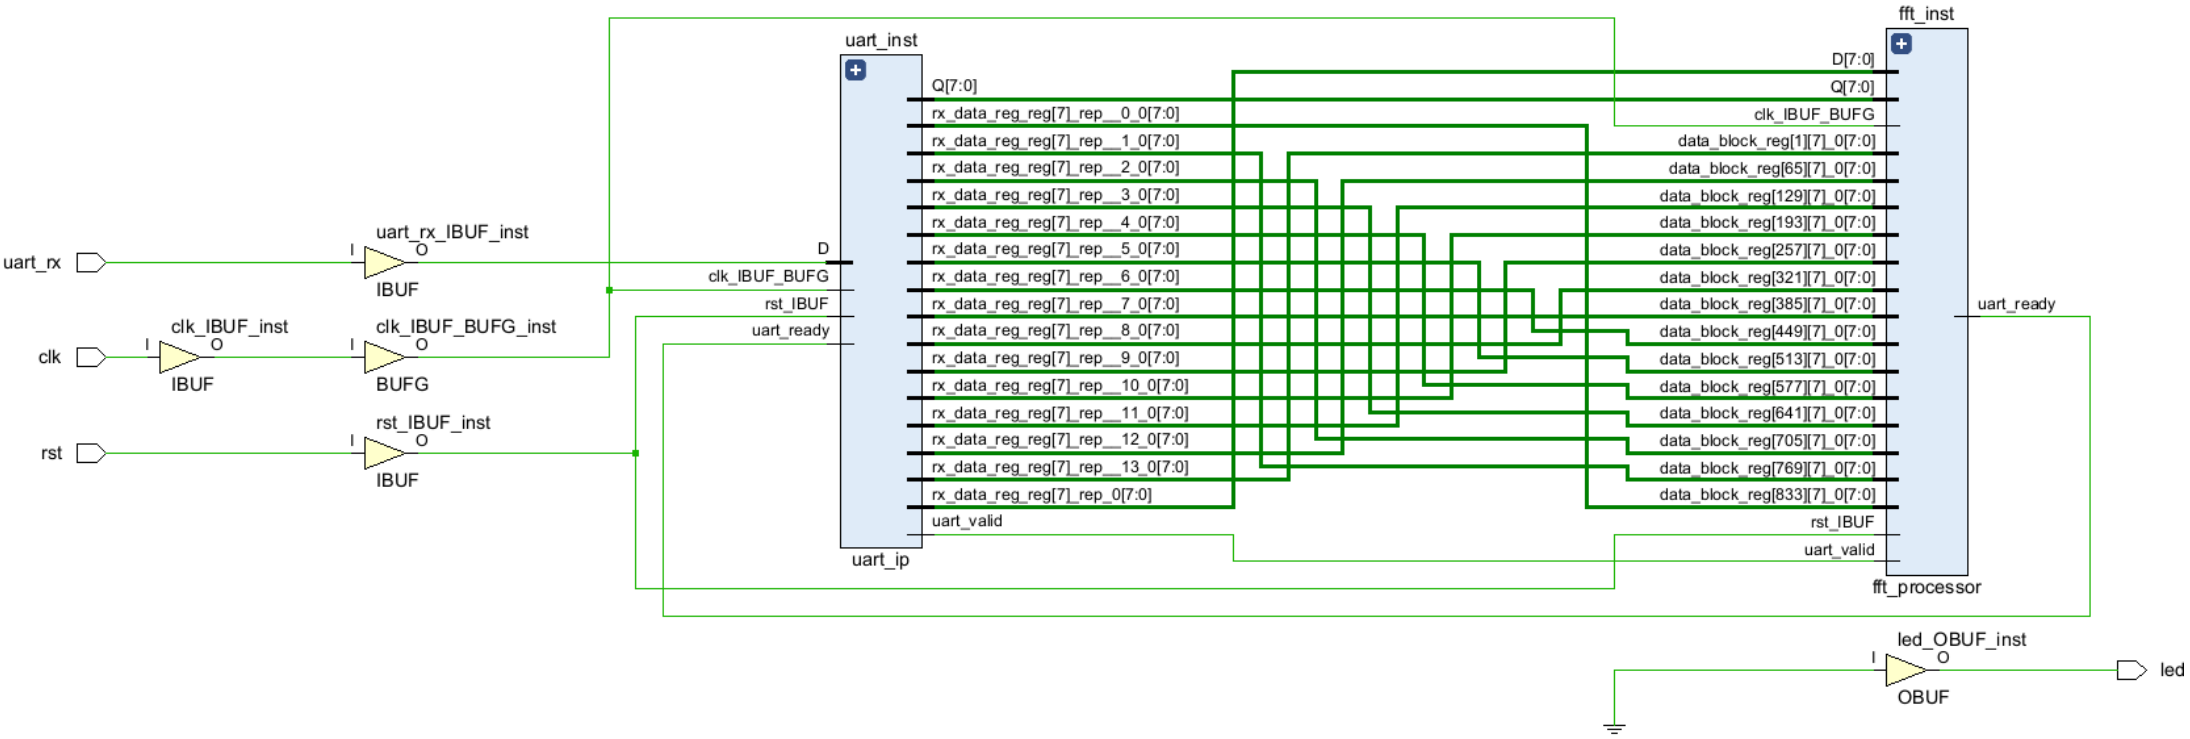 uart_rx
I
uart_rx_IBUF_inst
O
IBUF
clk
I
clk_IBUF_inst
O
IBUF
I
clk_IBUF_BUFG_inst
O
BUFG
rst
I
rst_IBUF_inst
O
IBUF
uart_inst
D
clk_IBUF_BUFG
rst_IBUF
uart_ready
Q[7:0]
rx_data_reg_reg[7]_rep__0_0[7:0]
rx_data_reg_reg[7]_rep__1_0[7:0]
rx_data_reg_reg[7]_rep__2_0[7:0]
rx_data_reg_reg[7]_rep__3_0[7:0]
rx_data_reg_reg[7]_rep__4_0[7:0]
rx_data_reg_reg[7]_rep__5_0[7:0]
rx_data_reg_reg[7]_rep__6_0[7:0]
rx_data_reg_reg[7]_rep__7_0[7:0]
rx_data_reg_reg[7]_rep__8_0[7:0]
rx_data_reg_reg[7]_rep__9_0[7:0]
rx_data_reg_reg[7]_rep__10_0[7:0]
rx_data_reg_reg[7]_rep__11_0[7:0]
rx_data_reg_reg[7]_rep__12_0[7:0]
rx_data_reg_reg[7]_rep__13_0[7:0]
rx_data_reg_reg[7]_rep_0[7:0]
uart_valid
uart_ip
fft_inst
D[7:0]
Q[7:0]
clk_IBUF_BUFG
data_block_reg[1][7]_0[7:0]
data_block_reg[65][7]_0[7:0]
data_block_reg[129][7]_0[7:0]
data_block_reg[193][7]_0[7:0]
data_block_reg[257][7]_0[7:0]
data_block_reg[321][7]_0[7:0]
data_block_reg[385][7]_0[7:0]
data_block_reg[449][7]_0[7:0]
data_block_reg[513][7]_0[7:0]
data_block_reg[577][7]_0[7:0]
data_block_reg[641][7]_0[7:0]
data_block_reg[705][7]_0[7:0]
data_block_reg[769][7]_0[7:0]
data_block_reg[833][7]_0[7:0]
rst_IBUF
uart_valid
uart_ready
fft_processor
led_OBUF_inst
I
O
OBUF
led